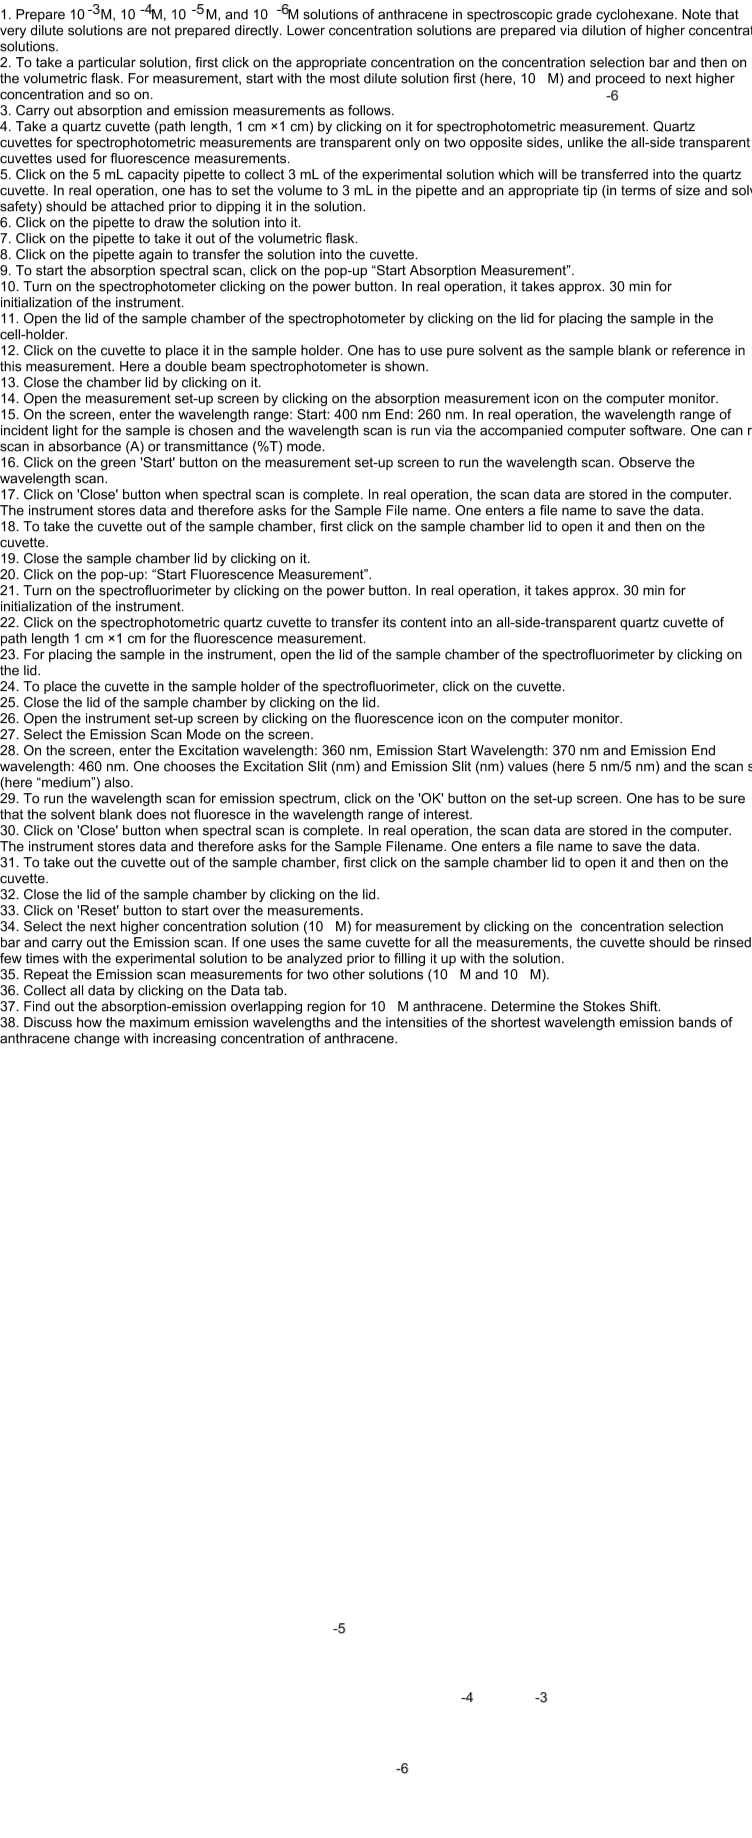 1. Prepare 10 -3 M, 10 -4 M, 10 -5 M, and 10 -6 M solutions of anthracene in spectroscopic grade cyclohexane. Note that
very dilute solutions are not prepared directly. Lower concentration solutions are prepared via dilution of higher
solutions.
2. To take a particular solution, first click on the appropriate concentration on the concentration selection bar and then on
the volumetric flask. For measurement, start with the most dilute solution first (here, 10 M) and proceed to next higher
concentration and so on.
-6
3. Carry out absorption and emission measurements as follows.
4. Take a quartz cuvette (path length, 1 cm ×1 cm) by clicking on it for spectrophotometric measurement. Quartz
cuvettes for spectrophotometric measurements are transparent only on two opposite sides, unlike the all-side transparent
cuvettes used for fluorescence measurements.
5. Click on the 5 mL capacity pipette to collect 3 mL of the experimental solution which will be transferred into the quartz
cuvette. In real operation, one has to set the volume to 3 mL in the pipette and an appropriate tip (in terms of size and
safety) should be attached prior to dipping it in the solution.
6. Click on the pipette to draw the solution into it.
7. Click on the pipette to take it out of the volumetric flask.
8. Click on the pipette again to transfer the solution into the cuvette.
9. To start the absorption spectral scan, click on the pop-up “Start Absorption Measurement”.
10. Turn on the spectrophotometer clicking on the power button. In real operation, it takes approx. 30 min for
initialization of the instrument.
11. Open the lid of the sample chamber of the spectrophotometer by clicking on the lid for placing the sample in the
cell-holder.
12. Click on the cuvette to place it in the sample holder. One has to use pure solvent as the sample blank or reference in
this measurement. Here a double beam spectrophotometer is shown.
13. Close the chamber lid by clicking on it.
14. Open the measurement set-up screen by clicking on the absorption measurement icon on the computer monitor.
15. On the screen, enter the wavelength range: Start: 400 nm End: 260 nm. In real operation, the wavelength range of
incident light for the sample is chosen and the wavelength scan is run via the accompanied computer software. One can
scan in absorbance (A) or transmittance (%T) mode.
16. Click on the green 'Start' button on the measurement set-up screen to run the wavelength scan. Observe the
wavelength scan.
17. Click on 'Close' button when spectral scan is complete. In real operation, the scan data are stored in the computer.
The instrument stores data and therefore asks for the Sample File name. One enters a file name to save the data.
18. To take the cuvette out of the sample chamber, first click on the sample chamber lid to open it and then on the
cuvette.
19. Close the sample chamber lid by clicking on it.
20. Click on the pop-up: “Start Fluorescence Measurement”.
21. Turn on the spectrofluorimeter by clicking on the power button. In real operation, it takes approx. 30 min for
initialization of the instrument.
22. Click on the spectrophotometric quartz cuvette to transfer its content into an all-side-transparent quartz cuvette of
path length 1 cm ×1 cm for the fluorescence measurement.
23. For placing the sample in the instrument, open the lid of the sample chamber of the spectrofluorimeter by clicking on
the lid.
24. To place the cuvette in the sample holder of the spectrofluorimeter, click on the cuvette.
25. Close the lid of the sample chamber by clicking on the lid.
26. Open the instrument set-up screen by clicking on the fluorescence icon on the computer monitor.
27. Select the Emission Scan Mode on the screen.
28. On the screen, enter the Excitation wavelength: 360 nm, Emission Start Wavelength: 370 nm and Emission End
wavelength: 460 nm. One chooses the Excitation Slit (nm) and Emission Slit (nm) values (here 5 nm/5 nm) and the scan
(here “medium”) also.
29. To run the wavelength scan for emission spectrum, click on the 'OK' button on the set-up screen. One has to be sure
that the solvent blank does not fluoresce in the wavelength range of interest.
30. Click on 'Close' button when spectral scan is complete. In real operation, the scan data are stored in the computer.
The instrument stores data and therefore asks for the Sample Filename. One enters a file name to save the data.
31. To take out the cuvette out of the sample chamber, first click on the sample chamber lid to open it and then on the
cuvette.
32. Close the lid of the sample chamber by clicking on the lid.
33. Click on 'Reset' button to start over the measurements.
34. Select the next higher concentration solution (10 M) for measurement by clicking on the concentration selection
bar and carry out the Emission scan. If one uses the same cuvette for all the measurements, the cuvette should be rinsed
few times with the experimental solution to be analyzed prior to filling it up with the solution.
35. Repeat the Emission scan measurements for two other solutions (10 M and 10 M).
36. Collect all data by clicking on the Data tab.
37. Find out the absorption-emission overlapping region for 10 M anthracene. Determine the Stokes Shift.
38. Discuss how the maximum emission wavelengths and the intensities of the shortest wavelength emission bands of
anthracene change with increasing concentration of anthracene.
-5
-4 -3
-6